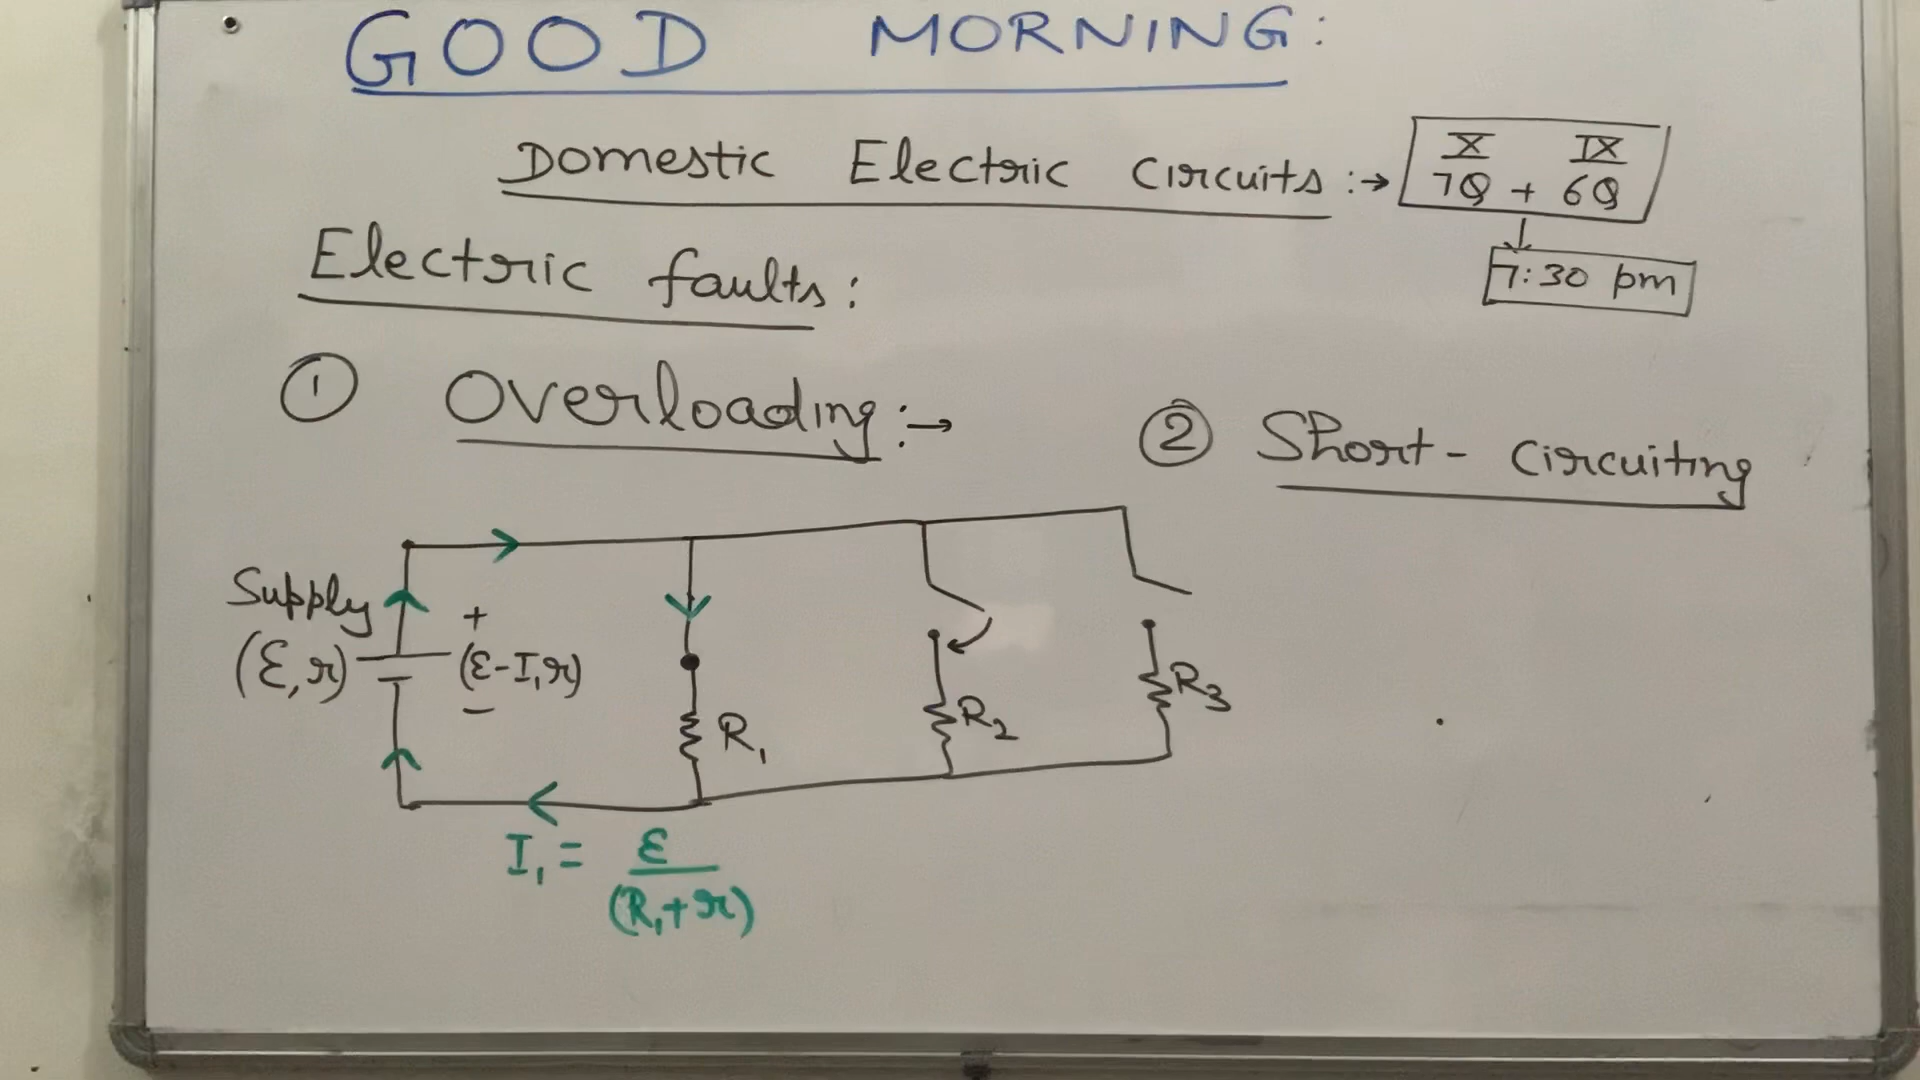 GOOD MORNING:
Domestic Electric Circuits :→
X IX
7Q + 6Q
7:30 pm
Electric faults:
① Overloading :→
② Short- circuiting
Supply
(Ɛ, r)
+
(Ɛ-I₁r)
−
R₁
R₂
R₃
I₁ = Ɛ
(R₁+r)